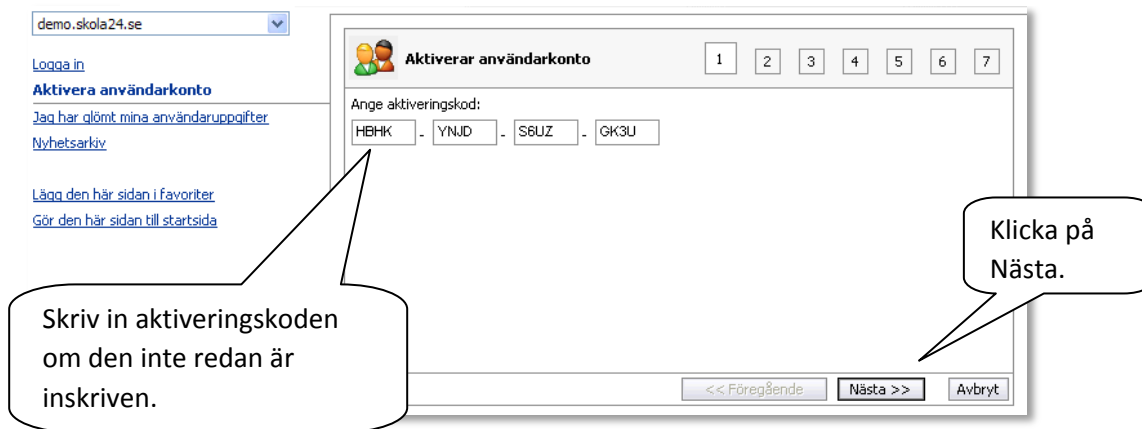 demo.skola24.se
Logga in
Aktivera användarkonto
Jag har glömt mina användaruppgifter
Nyhetsarkiv
Lägg den här sidan i favoriter
Gör den här sidan till startsida
Aktiverar användarkonto
1 2 3 4 5 6 7
Ange aktiveringskod:
HBHK - YNJD - S6UZ - GK3U
Skriv in aktiveringskoden
om den inte redan är
inskriven.
Klicka på
Nästa.
<< Föregående Nästa >> Avbryt